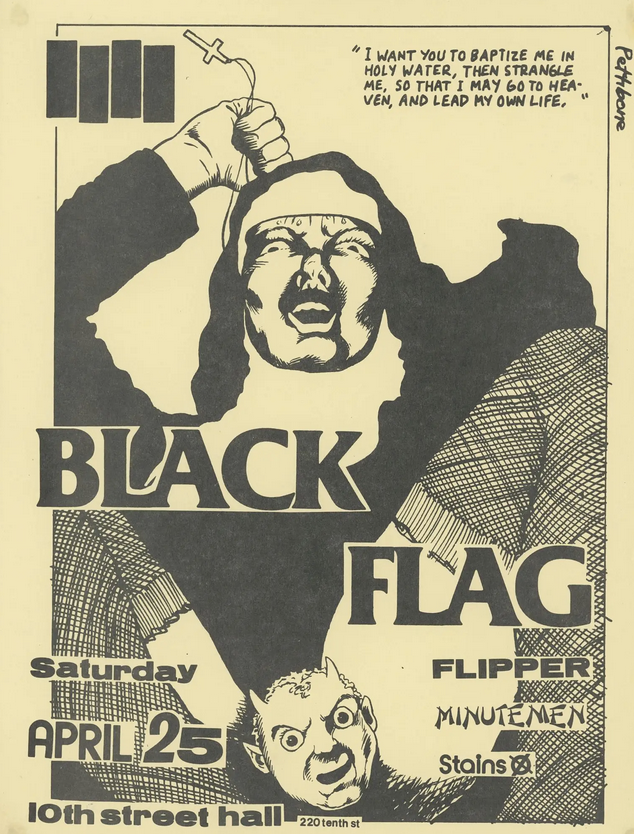 " I WANT YOU TO BAPTIZE ME IN
HOLY WATER, THEN STRANGLE
ME, SO THAT I MAY GO TO HEA-
VEN, AND LEAD MY OWN LIFE. "
Pettibone
BLACK
FLAG
Saturday
APRIL 25
10th street hall
220 tenth st
FLIPPER
MINUTEMEN
Stains